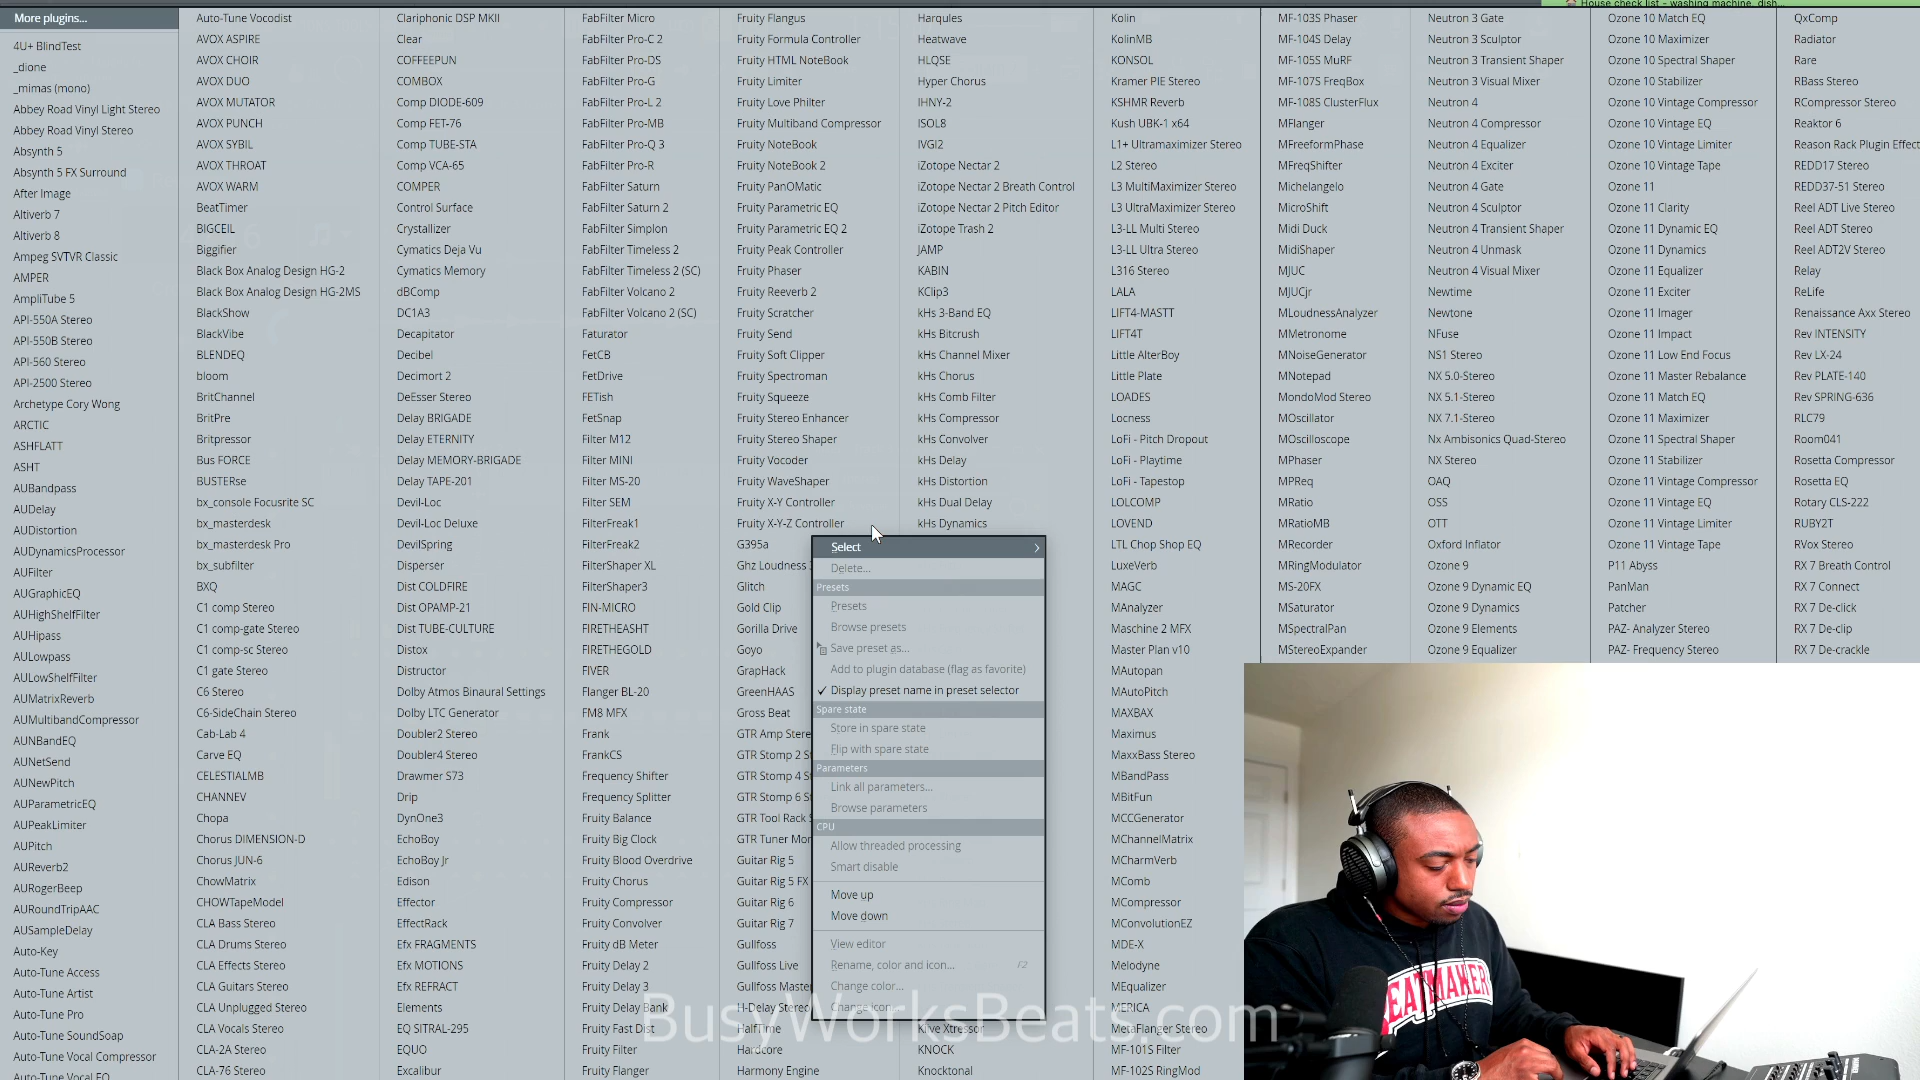 More plugins...
4U+ BlindTest
_dione
_mimas (mono)
Abbey Road Vinyl Light Stereo
Abbey Road Vinyl Stereo
Absynth 5
Absynth 5 FX Surround
After Image
Altiverb 7
Altiverb 8
Ampeg SVTVR Classic
AMPER
AmpliTube 5
API-550A Stereo
API-550B Stereo
API-560 Stereo
API-2500 Stereo
Archetype Cory Wong
ARCTIC
ASHFLATT
ASHT
AUBandpass
AUDelay
AUDistortion
AUDynamicsProcessor
AUFilter
AUGraphicEQ
AUHighShelfFilter
AUHipass
AULowpass
AULowShelfFilter
AUMatrixReverb
AUMultibandCompressor
AUNBandEQ
AUNetSend
AUNewPitch
AUParametricEQ
AUPeakLimiter
AUPitch
AUReverb2
AURogerBeep
AURoundTripAAC
AUSampleDelay
Auto-Key
Auto-Tune Access
Auto-Tune Artist
Auto-Tune Pro
Auto-Tune SoundSoap
Auto-Tune Vocal Compressor
Auto-Tune Vocal EQ
Auto-Tune Vocodist
AVOX ASPIRE
AVOX CHOIR
AVOX DUO
AVOX MUTATOR
AVOX PUNCH
AVOX SYBIL
AVOX THROAT
AVOX WARM
BeatTimer
BIGCEIL
Biggifier
Black Box Analog Design HG-2
Black Box Analog Design HG-2MS
BlackShow
BlackVibe
BLENDEQ
bloom
BritChannel
BritPre
Britpressor
Bus FORCE
BUSTERse
bx_console Focusrite SC
bx_masterdesk
bx_masterdesk Pro
bx_subfilter
BXQ
C1 comp Stereo
C1 comp-gate Stereo
C1 comp-sc Stereo
C1 gate Stereo
C6 Stereo
C6-SideChain Stereo
Cab-Lab 4
Carve EQ
CELESTIALMB
CHANNEV
Chopa
Chorus DIMENSION-D
Chorus JUN-6
ChowMatrix
CHOWTapeModel
CLA Bass Stereo
CLA Drums Stereo
CLA Effects Stereo
CLA Guitars Stereo
CLA Unplugged Stereo
CLA Vocals Stereo
CLA-2A Stereo
CLA-76 Stereo
Clariphonic DSP MKII
Clear
COFFEEPUN
COMBOX
Comp DIODE-609
Comp FET-76
Comp TUBE-STA
Comp VCA-65
COMPER
Control Surface
Crystallizer
Cymatics Deja Vu
Cymatics Memory
dBComp
DC1A3
Decapitator
Decibel
Decimort 2
DeEsser Stereo
Delay BRIGADE
Delay ETERNITY
Delay MEMORY-BRIGADE
Delay TAPE-201
Devil-Loc
Devil-Loc Deluxe
DevilSpring
Disperser
Dist COLDFIRE
Dist OPAMP-21
Dist TUBE-CULTURE
Distox
Distructor
Dolby Atmos Binaural Settings
Dolby LTC Generator
Doubler2 Stereo
Doubler4 Stereo
Drawmer S73
Drip
DynOne3
EchoBoy
EchoBoy Jr
Edison
Effector
EffectRack
Efx FRAGMENTS
Efx MOTIONS
Efx REFRACT
Elements
EQ SITRAL-295
EQUO
Excalibur
FabFilter Micro
FabFilter Pro-C 2
FabFilter Pro-DS
FabFilter Pro-G
FabFilter Pro-L 2
FabFilter Pro-MB
FabFilter Pro-Q 3
FabFilter Pro-R
FabFilter Saturn
FabFilter Saturn 2
FabFilter Simplon
FabFilter Timeless 2
FabFilter Timeless 2 (SC)
FabFilter Volcano 2
FabFilter Volcano 2 (SC)
Faturator
FetCB
FetDrive
FETish
FetSnap
Filter M12
Filter MINI
Filter MS-20
Filter SEM
FilterFreak1
FilterFreak2
FilterShaper XL
FilterShaper3
FIN-MICRO
FIRETHEASHT
FIRETHEGOLD
FIVER
Flanger BL-20
FM8 MFX
Frank
FrankCS
Frequency Shifter
Frequency Splitter
Fruity Balance
Fruity Big Clock
Fruity Blood Overdrive
Fruity Chorus
Fruity Compressor
Fruity Convolver
Fruity dB Meter
Fruity Delay 2
Fruity Delay 3
Fruity Delay Bank
Fruity Fast Dist
Fruity Filter
Fruity Flanger
Fruity Flangus
Fruity Formula Controller
Fruity HTML NoteBook
Fruity Limiter
Fruity Love Philter
Fruity Multiband Compressor
Fruity NoteBook
Fruity NoteBook 2
Fruity PanOMatic
Fruity Parametric EQ
Fruity Parametric EQ 2
Fruity Peak Controller
Fruity Phaser
Fruity Reeverb 2
Fruity Scratcher
Fruity Send
Fruity Soft Clipper
Fruity Spectroman
Fruity Squeeze
Fruity Stereo Enhancer
Fruity Stereo Shaper
Fruity Vocoder
Fruity WaveShaper
Fruity X-Y Controller
Fruity X-Y-Z Controller
G395a
Ghz Loudness
Glitch
Gold Clip
Gorilla Drive
Goyo
GrapHack
GreenHAAS
Gross Beat
GTR Amp Stere
GTR Stomp 2 S
GTR Stomp 4 S
GTR Stomp 6 S
GTR Tool Rack
GTR Tuner Mo
Guitar Rig 5
Guitar Rig 5 FX
Guitar Rig 6
Guitar Rig 7
Gullfoss
Gullfoss Live
Gullfoss Maste
H-Delay Stereo
HalfTime
Hardcore
Harmony Engine
Harqules
Heatwave
HLQSE
Hyper Chorus
IHNY-2
ISOL8
IVGI2
iZotope Nectar 2
iZotope Nectar 2 Breath Control
iZotope Nectar 2 Pitch Editor
iZotope Trash 2
JAMP
KABIN
KClip3
kHs 3-Band EQ
kHs Bitcrush
kHs Channel Mixer
kHs Chorus
kHs Comb Filter
kHs Compressor
kHs Convolver
kHs Delay
kHs Distortion
kHs Dual Delay
kHs Dynamics
Select
Delete...
Presets
Presets
Browse presets
Save preset as...
Add to plugin database (flag as favorite)
Display preset name in preset selector
Spare state
Store in spare state
Flip with spare state
Parameters
Link all parameters...
Browse parameters
CPU
Allow threaded processing
Smart disable
Move up
Move down
View editor
Rename, color and icon... F2
Change color...
Change icon...
Klive Xtressor
KNOCK
Knocktonal
Kolin
KolinMB
KONSOL
Kramer PIE Stereo
KSHMR Reverb
Kush UBK-1 x64
L1+ Ultramaximizer Stereo
L2 Stereo
L3 MultiMaximizer Stereo
L3 UltraMaximizer Stereo
L3-LL Multi Stereo
L3-LL Ultra Stereo
L316 Stereo
LALA
LIFT4-MASTT
LIFT4T
Little AlterBoy
Little Plate
LOADES
Locness
LoFi - Pitch Dropout
LoFi - Playtime
LoFi - Tapestop
LOLCOMP
LOVEND
LTL Chop Shop EQ
LuxeVerb
MAGC
MAnalyzer
Maschine 2 MFX
Master Plan v10
MAutopan
MAutoPitch
MAXBAX
Maximus
MaxxBass Stereo
MBandPass
MBitFun
MCCGenerator
MChannelMatrix
MCharmVerb
MComb
MCompressor
MConvolutionEZ
MDE-X
Melodyne
MEqualizer
MERICA
MetaFlanger Stereo
MF-101S Filter
MF-102S RingMod
MF-103S Phaser
MF-104S Delay
MF-105S MuRF
MF-107S FreqBox
MF-108S ClusterFlux
MFlanger
MFreeformPhase
MFreqShifter
Michelangelo
MicroShift
Midi Duck
MidiShaper
MJUC
MJUCjr
MLoudnessAnalyzer
MMetronome
MNoiseGenerator
MNotepad
MondoMod Stereo
MOscillator
MOscilloscope
MPhaser
MPReq
MRatio
MRatioMB
MRecorder
MRingModulator
MS-20FX
MSaturator
MSpectralPan
MStereoExpander
Neutron 3 Gate
Neutron 3 Sculptor
Neutron 3 Transient Shaper
Neutron 3 Visual Mixer
Neutron 4
Neutron 4 Compressor
Neutron 4 Equalizer
Neutron 4 Exciter
Neutron 4 Gate
Neutron 4 Sculptor
Neutron 4 Transient Shaper
Neutron 4 Unmask
Neutron 4 Visual Mixer
Newtime
Newtone
NFuse
NS1 Stereo
NX 5.0-Stereo
NX 5.1-Stereo
NX 7.1-Stereo
Nx Ambisonics Quad-Stereo
NX Stereo
OAQ
OSS
OTT
Oxford Inflator
Ozone 9
Ozone 9 Dynamic EQ
Ozone 9 Dynamics
Ozone 9 Elements
Ozone 9 Equalizer
House check list - washing machine, dish...
Ozone 10 Match EQ
Ozone 10 Maximizer
Ozone 10 Spectral Shaper
Ozone 10 Stabilizer
Ozone 10 Vintage Compressor
Ozone 10 Vintage EQ
Ozone 10 Vintage Limiter
Ozone 10 Vintage Tape
Ozone 11
Ozone 11 Clarity
Ozone 11 Dynamic EQ
Ozone 11 Dynamics
Ozone 11 Equalizer
Ozone 11 Exciter
Ozone 11 Imager
Ozone 11 Impact
Ozone 11 Low End Focus
Ozone 11 Master Rebalance
Ozone 11 Match EQ
Ozone 11 Maximizer
Ozone 11 Spectral Shaper
Ozone 11 Stabilizer
Ozone 11 Vintage Compressor
Ozone 11 Vintage EQ
Ozone 11 Vintage Limiter
Ozone 11 Vintage Tape
P11 Abyss
PanMan
Patcher
PAZ- Analyzer Stereo
PAZ- Frequency Stereo
QxComp
Radiator
Rare
RBass Stereo
RCompressor Stereo
Reaktor 6
Reason Rack Plugin Effect
REDD17 Stereo
REDD37-51 Stereo
Reel ADT Live Stereo
Reel ADT Stereo
Reel ADT2V Stereo
Relay
ReLife
Renaissance Axx Stereo
Rev INTENSITY
Rev LX-24
Rev PLATE-140
Rev SPRING-636
RLC79
Room041
Rosetta Compressor
Rosetta EQ
Rotary CLS-222
RUBY2T
RVox Stereo
RX 7 Breath Control
RX 7 Connect
RX 7 De-click
RX 7 De-clip
RX 7 De-crackle
BEATMAKER
BusyWorksBeats.com